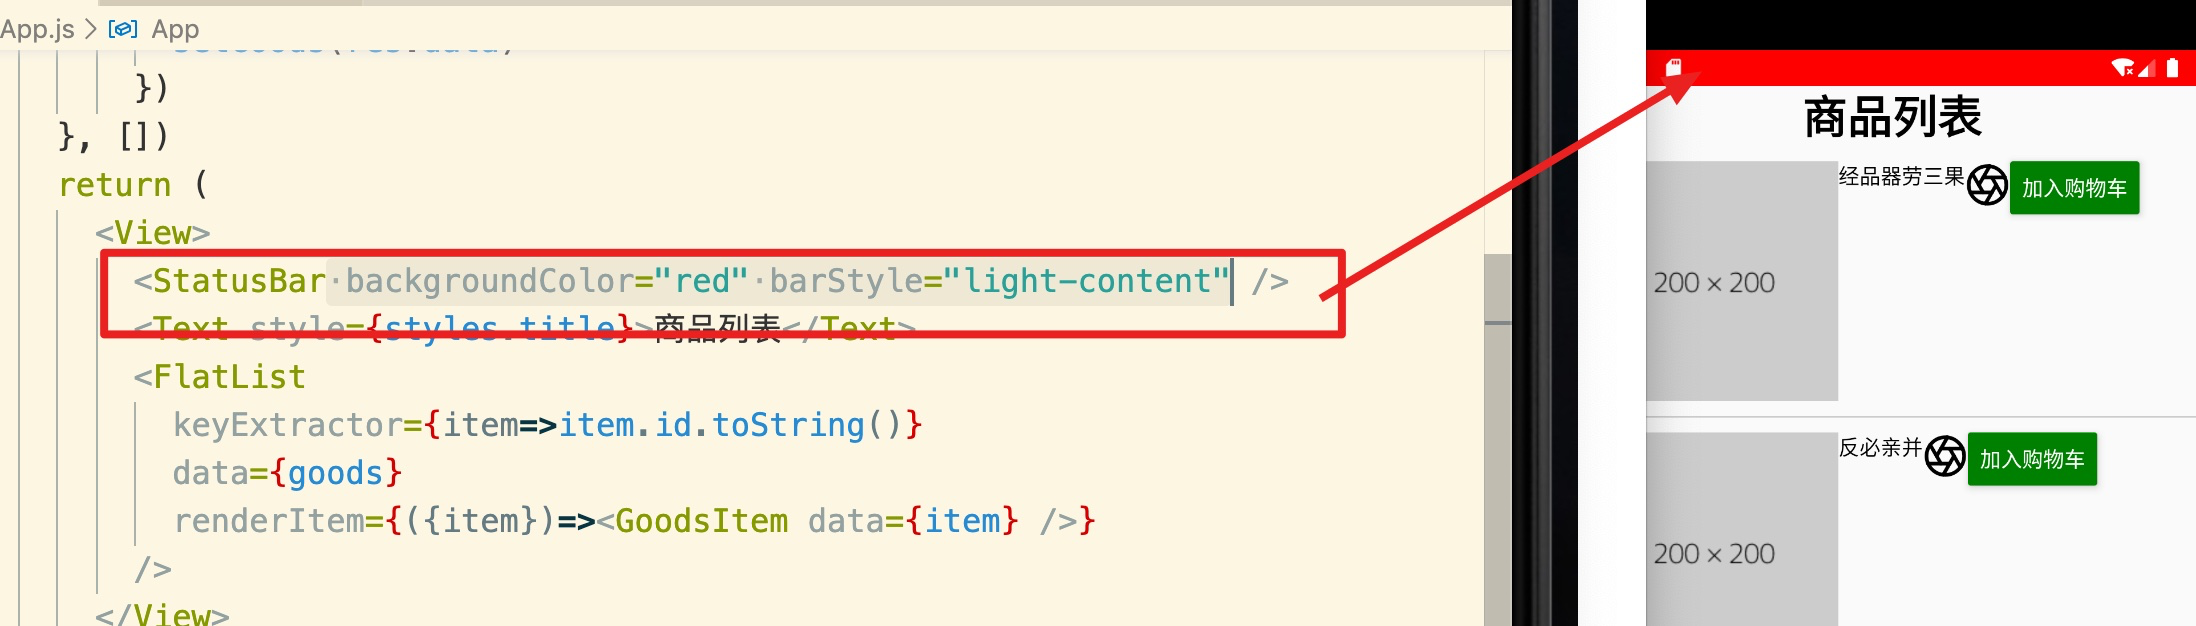 App.js > App
setGoods(res.data)
})
}, [])
return (
<View>
<StatusBar backgroundColor="red" barStyle="light-content" />
<Text style={styles.title}>商品列表</Text>
<FlatList
keyExtractor={item=>item.id.toString()}
data={goods}
renderItem={({item})=><GoodsItem data={item} />}
/>
</View>
商品列表
200 × 200
经品器劳三果
加入购物车
200 × 200
反必亲并
加入购物车